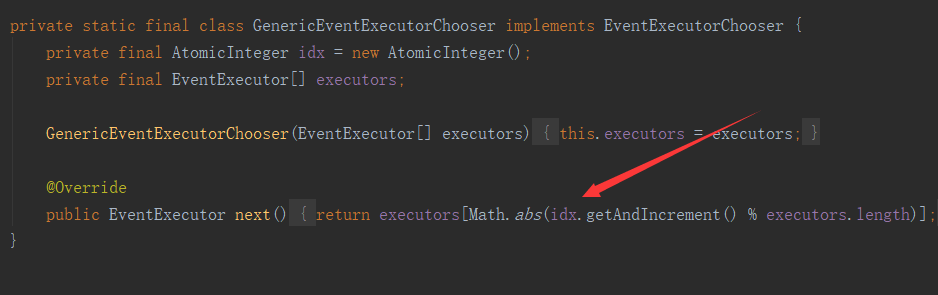 private static final class GenericEventExecutorChooser implements EventExecutorChooser {
private final AtomicInteger idx = new AtomicInteger();
private final EventExecutor[] executors;
GenericEventExecutorChooser(EventExecutor[] executors) { this.executors = executors; }
@Override
public EventExecutor next() { return executors[Math.abs(idx.getAndIncrement() % executors.length)];
}